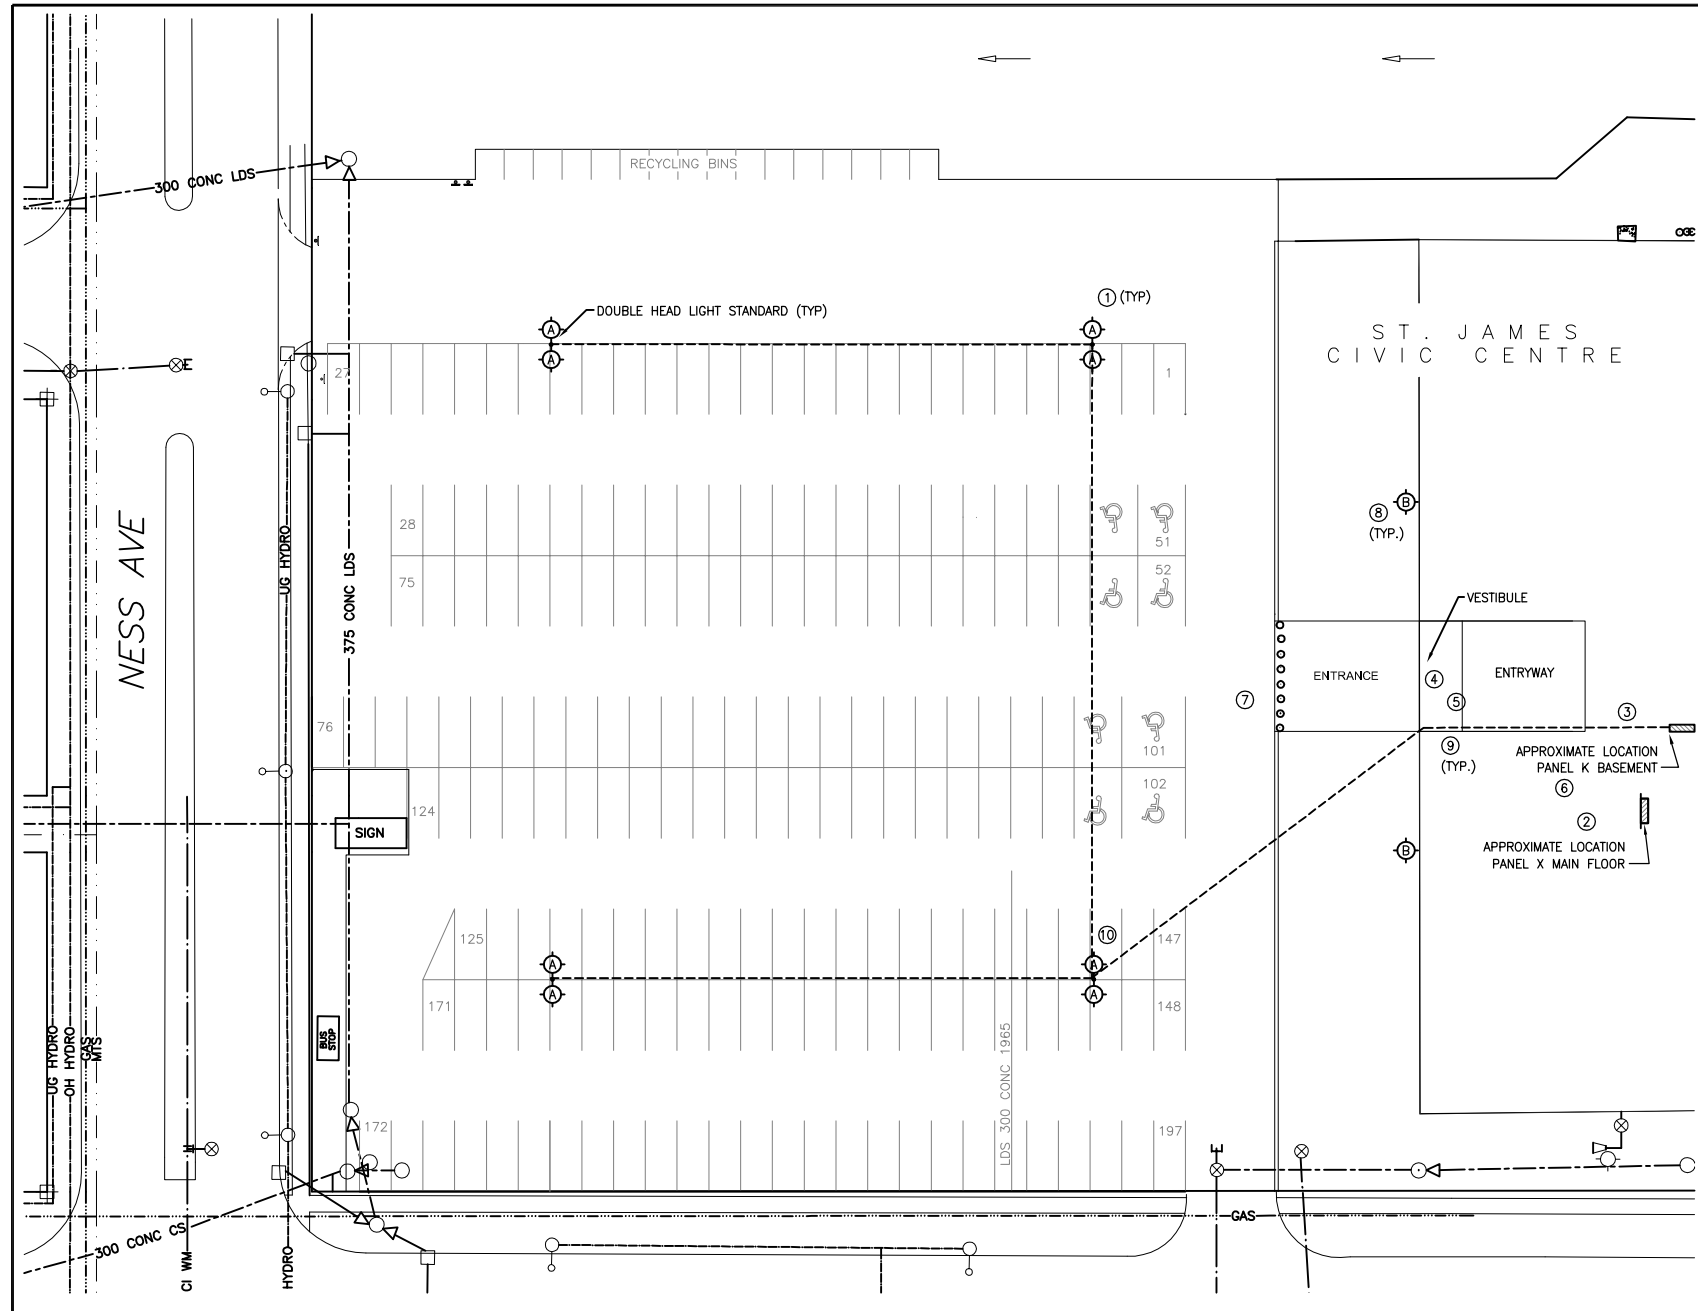 300 CONC LDS
RECYCLING BINS
DOUBLE HEAD LIGHT STANDARD (TYP)
1 (TYP)
A
A
A
A
ST. JAMES
CIVIC CENTRE
27
1
NESS AVE
UG HYDRO
375 CONC LDS
28
51
75
52
8
(TYP.)
B
VESTIBULE
ENTRANCE
ENTRYWAY
4
5
7
3
76
101
102
124
SIGN
9
(TYP.)
APPROXIMATE LOCATION
PANEL K BASEMENT
6
2
APPROXIMATE LOCATION
PANEL X MAIN FLOOR
B
10
125
147
A
A
A
A
171
148
BUS
STOP
UG HYDRO
OH HYDRO
GAS
MTS
LDS 300 CONC 1965
172
197
GAS
300 CONC CS
CI WM
HYDRO